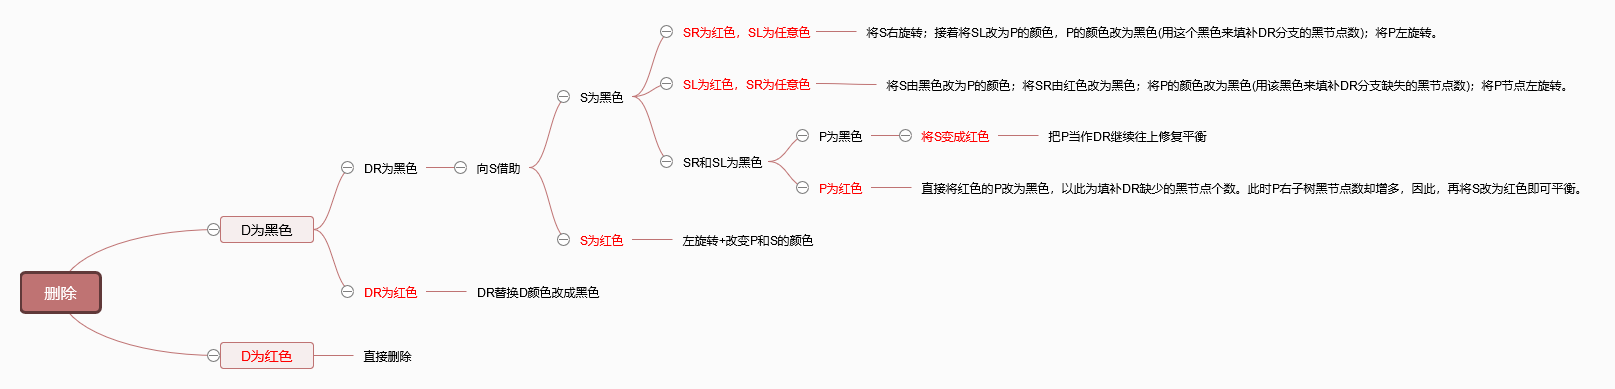 SR为红色，SL为任意色
将S右旋转；接着将SL改为P的颜色，P的颜色改为黑色(用这个黑色来填补DR分支的黑节点数)；将P左旋转。
SL为红色，SR为任意色
将S由黑色改为P的颜色；将SR由红色改为黑色；将P的颜色改为黑色(用该黑色来填补DR分支缺失的黑节点数)；将P节点左旋转。
S为黑色
P为黑色
将S变成红色
把P当作DR继续往上修复平衡
SR和SL为黑色
DR为黑色
向S借助
P为红色
直接将红色的P改为黑色，以此为填补DR缺少的黑节点个数。此时P右子树黑节点数却增多，因此，再将S改为红色即可平衡。
D为黑色
S为红色
左旋转+改变P和S的颜色
删除
DR为红色
DR替换D颜色改成黑色
D为红色
直接删除